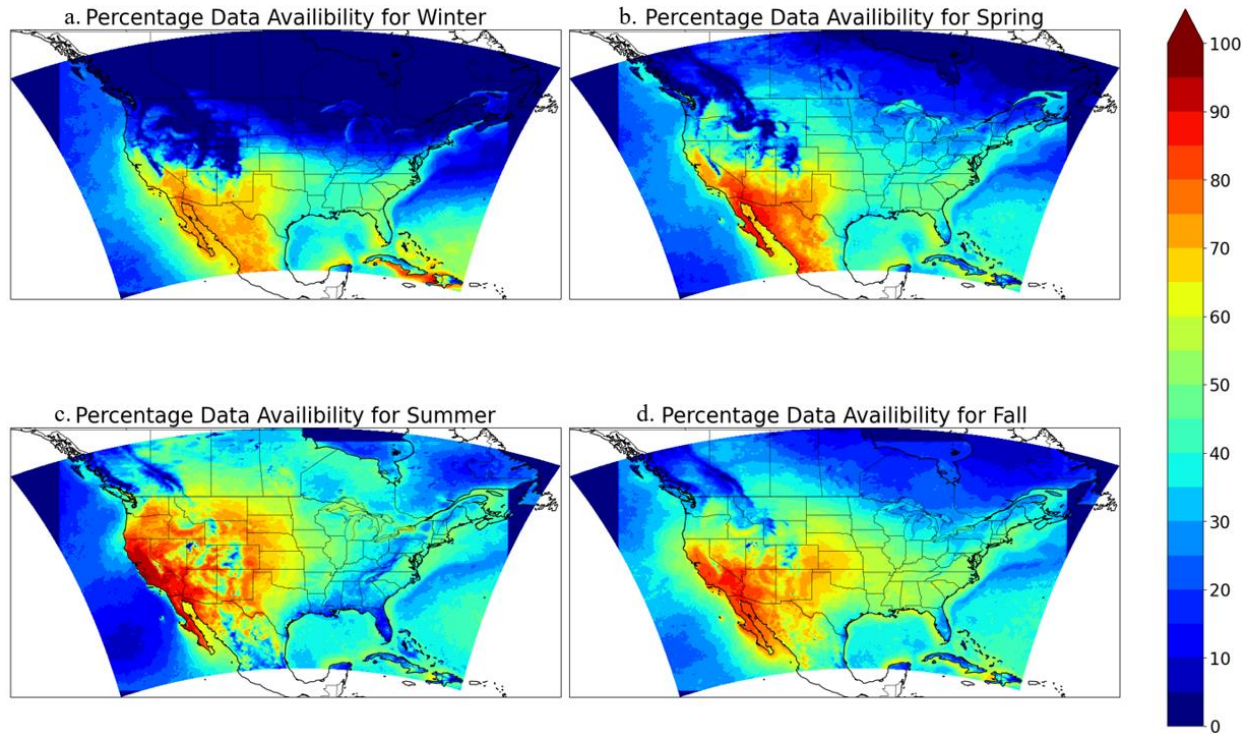 a. Percentage Data Availibility for Winter
b. Percentage Data Availibility for Spring
c. Percentage Data Availibility for Summer
d. Percentage Data Availibility for Fall
100
90
80
70
60
50
40
30
20
10
0